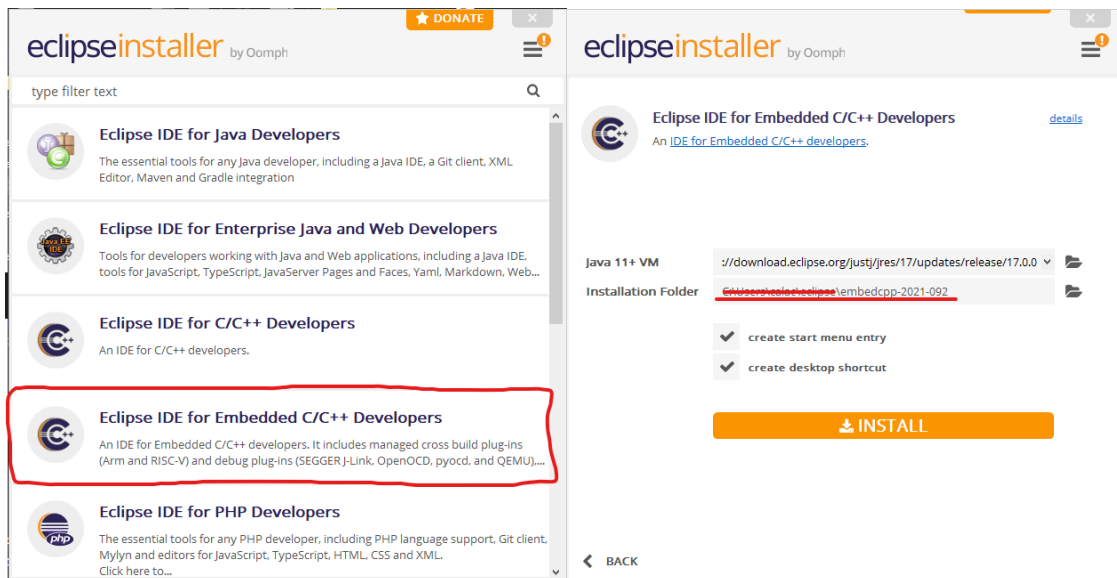 DONATE
eclipseinstaller by Oomph
type filter text
Eclipse IDE for Java Developers
The essential tools for any Java developer, including a Java IDE, a Git client, XML
Editor, Maven and Gradle integration
Eclipse IDE for Enterprise Java and Web Developers
Tools for developers working with Java and Web applications, including a Java IDE,
tools for JavaScript, TypeScript, JavaServer Pages and Faces, Yaml, Markdown, Web...
Java EE
IDE
Eclipse IDE for C/C++ Developers
An IDE for C/C++ developers.
C++
Eclipse IDE for Embedded C/C++ Developers
An IDE for Embedded C/C++ developers. It includes managed cross build plug-ins
(Arm and RISC-V) and debug plug-ins (SEGGER J-Link, OpenOCD, pyocd, and QEMU),...
C++
Eclipse IDE for PHP Developers
The essential tools for any PHP developer, including PHP language support, Git client,
Mylyn and editors for JavaScript, TypeScript, HTML, CSS and XML.
Click here to...
php
eclipseinstaller by Oomph
C++
Eclipse IDE for Embedded C/C++ Developers
details
An IDE for Embedded C/C++ developers.
Java 11+ VM ://download.eclipse.org/justj/jres/17/updates/release/17.0.0
Installation Folder C:\Users\calac\eclipse\embedcpp-2021-092
create start menu entry
create desktop shortcut
INSTALL
BACK